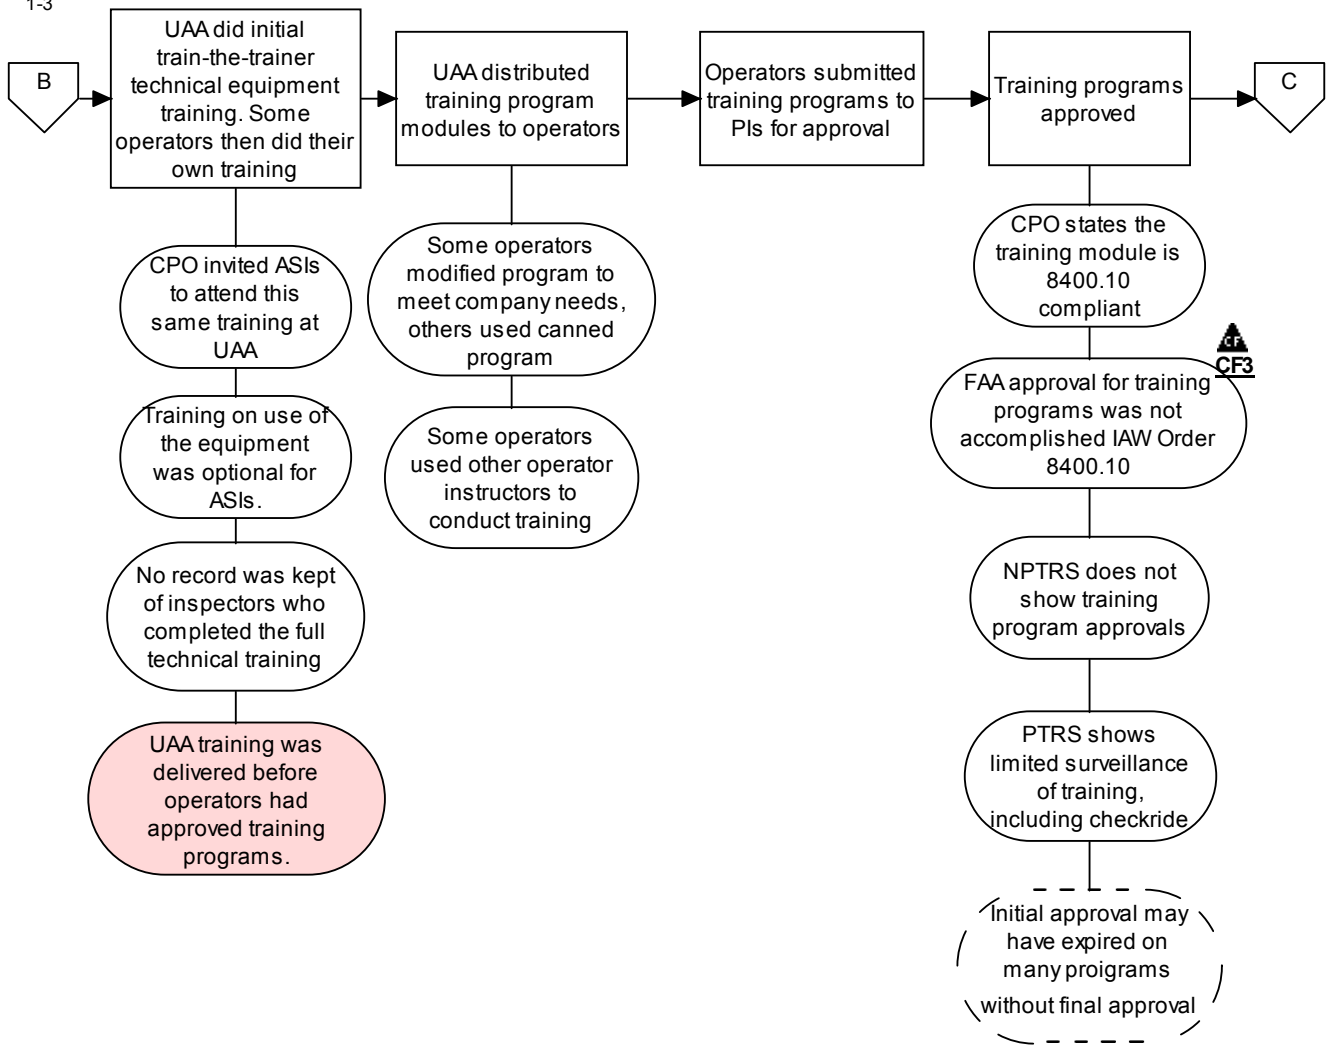 1-3
B
UAA did initial
train-the-trainer
technical equipment
training. Some
operators then did their
own training
UAA distributed
training program
modules to operators
Operators submitted
training programs to
PIs for approval
Training programs
approved
C
CPO invited ASIs
to attend this
same training at
UAA
Training on use of
the equipment
was optional for
ASIs.
No record was kept
of inspectors who
completed the full
technical training
UAA training was
delivered before
operators had
approved training
programs.
Some operators
modified program to
meet company needs,
others used canned
program
Some operators
used other operator
instructors to
conduct training
CPO states the
training module is
8400.10
compliant
CF
CF3
FAA approval for training
programs was not
accomplished IAW Order
8400.10
NPTRS does not
show training
program approvals
PTRS shows
limited surveillance
of training,
including checkride
Initial approval may
have expired on
many proigrams
without final approval